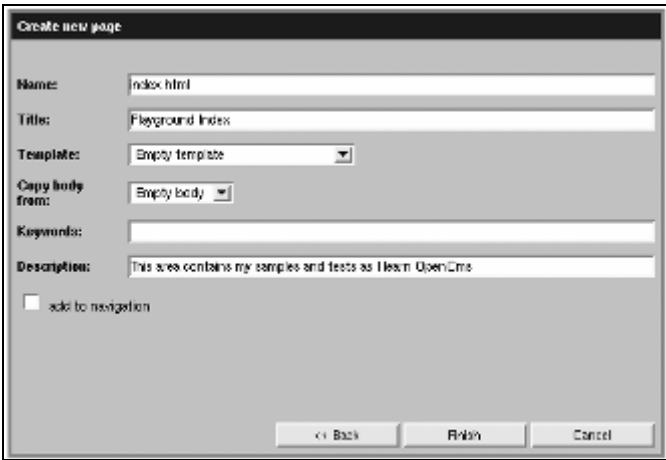 Create new page
Name: index.html
Title: Playground Index
Template: Empty template
Copy body
from: Empty body
Keywords:
Description: This area contains my samples and tests as I learn OpenCms
add to navigation
<< Back Finish Cancel